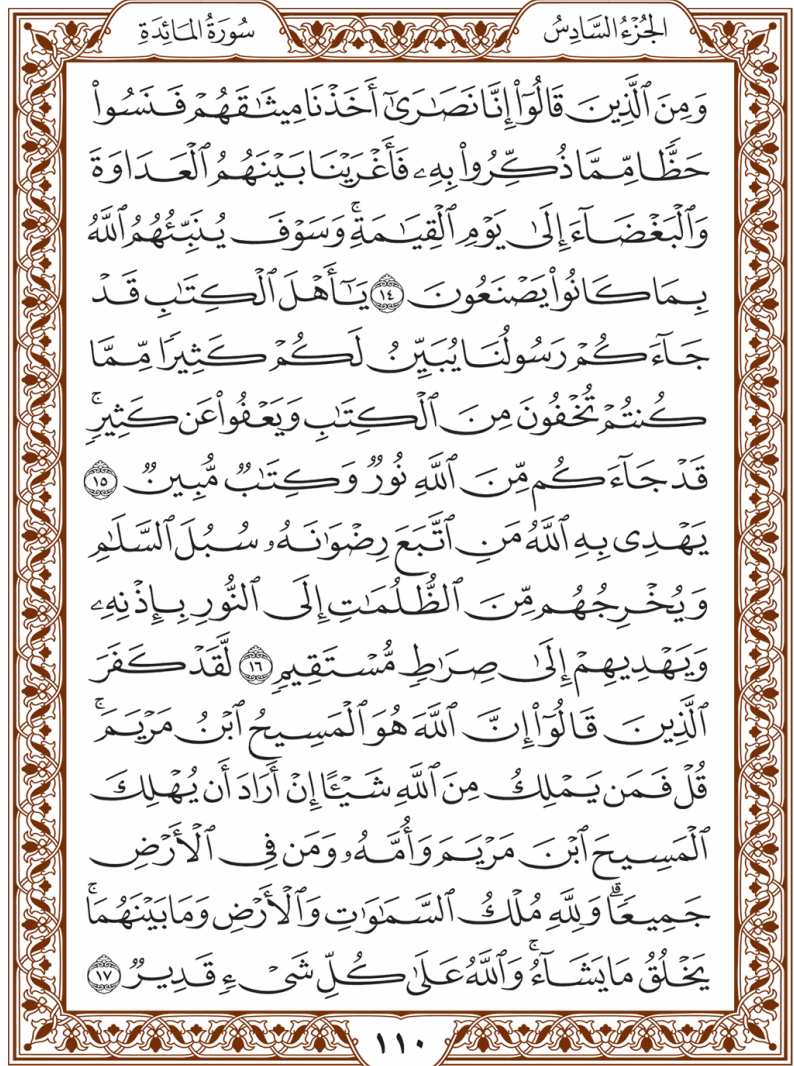 الجُزْءُ السَّادِسُ
سُورَةُ المَائِدَةِ
وَمِنَ ٱلَّذِينَ قَالُوٓاْ إِنَّا نَصَٰرَىٰٓ أَخَذْنَا مِيثَٰقَهُمْ فَنَسُواْ
حَظًّا مِّمَّا ذُكِّرُواْ بِهِۦ فَأَغْرَيْنَا بَيْنَهُمُ ٱلْعَدَاوَةَ
وَٱلْبَغْضَآءَ إِلَىٰ يَوْمِ ٱلْقِيَٰمَةِۚ وَسَوْفَ يُنَبِّئُهُمُ ٱللَّهُ
بِمَا كَانُواْ يَصْنَعُونَ ١٤ يَٰٓأَهْلَ ٱلْكِتَٰبِ قَدْ
جَآءَكُمْ رَسُولُنَا يُبَيِّنُ لَكُمْ كَثِيرًا مِّمَّا
كُنتُمْ تُخْفُونَ مِنَ ٱلْكِتَٰبِ وَيَعْفُواْ عَن كَثِيرٍۚ
قَدْ جَآءَكُم مِّنَ ٱللَّهِ نُورٌ وَكِتَٰبٌ مُّبِينٌ ١٥
يَهْدِى بِهِ ٱللَّهُ مَنِ ٱتَّبَعَ رِضْوَٰنَهُۥ سُبُلَ ٱلسَّلَٰمِ
وَيُخْرِجُهُم مِّنَ ٱلظُّلُمَٰتِ إِلَى ٱلنُّورِ بِإِذْنِهِۦ
وَيَهْدِيهِمْ إِلَىٰ صِرَٰطٍ مُّسْتَقِيمٍ ١٦ لَّقَدْ كَفَرَ
ٱلَّذِينَ قَالُوٓاْ إِنَّ ٱللَّهَ هُوَ ٱلْمَسِيحُ ٱبْنُ مَرْيَمَۚ
قُلْ فَمَن يَمْلِكُ مِنَ ٱللَّهِ شَيْـًٔا إِنْ أَرَادَ أَن يُهْلِكَ
ٱلْمَسِيحَ ٱبْنَ مَرْيَمَ وَأُمَّهُۥ وَمَن فِى ٱلْأَرْضِ
جَمِيعًاۗ وَلِلَّهِ مُلْكُ ٱلسَّمَٰوَٰتِ وَٱلْأَرْضِ وَمَا بَيْنَهُمَاۚ
يَخْلُقُ مَا يَشَآءُۚ وَٱللَّهُ عَلَىٰ كُلِّ شَىْءٍ قَدِيرٌ ١٧
١١٠